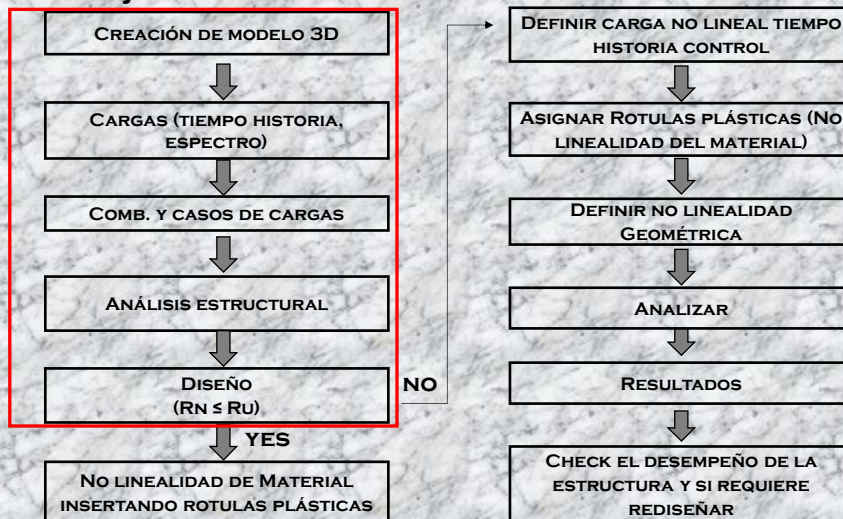 CREACIÓN DE MODELO 3D
CARGAS (TIEMPO HISTORIA,
ESPECTRO)
COMB. Y CASOS DE CARGAS
ANÁLISIS ESTRUCTURAL
DISEÑO
(RN ≤ RU)
NO
YES
NO LINEALIDAD DE MATERIAL
INSERTANDO ROTULAS PLÁSTICAS
DEFINIR CARGA NO LINEAL TIEMPO
HISTORIA CONTROL
ASIGNAR ROTULAS PLÁSTICAS (NO
LINEALIDAD DEL MATERIAL)
DEFINIR NO LINEALIDAD
GEOMÉTRICA
ANALIZAR
RESULTADOS
CHECK EL DESEMPEÑO DE LA
ESTRUCTURA Y SI REQUIERE
REDISEÑAR